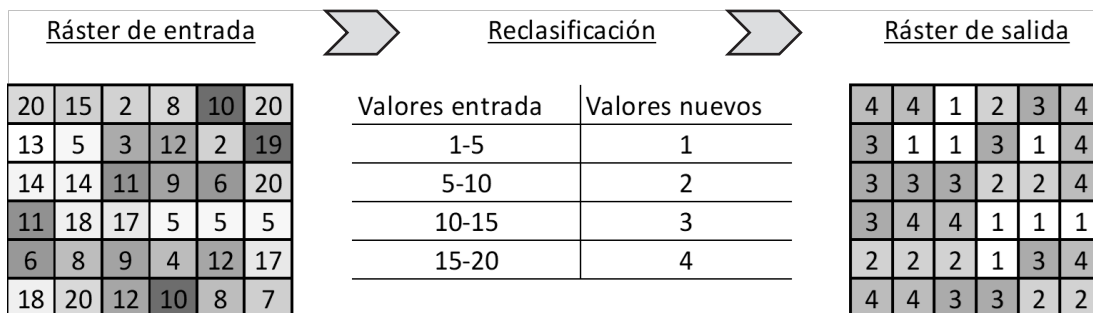 Ráster de entrada Reclasificación Ráster de salida
20 15 2 8 10 20
13 5 3 12 2 19
14 14 11 9 6 20
11 18 17 5 5 5
6 8 9 4 12 17
18 20 12 10 8 7
Valores entrada Valores nuevos
1-5 1
5-10 2
10-15 3
15-20 4
4 4 1 2 3 4
3 1 1 3 1 4
3 3 3 2 2 4
3 4 4 1 1 1
2 2 2 1 3 4
4 4 3 3 2 2